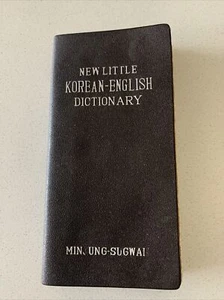 NEW LITTLE
KOREAN-ENGLISH
DICTIONARY
MIN, UNG-SUGWAI